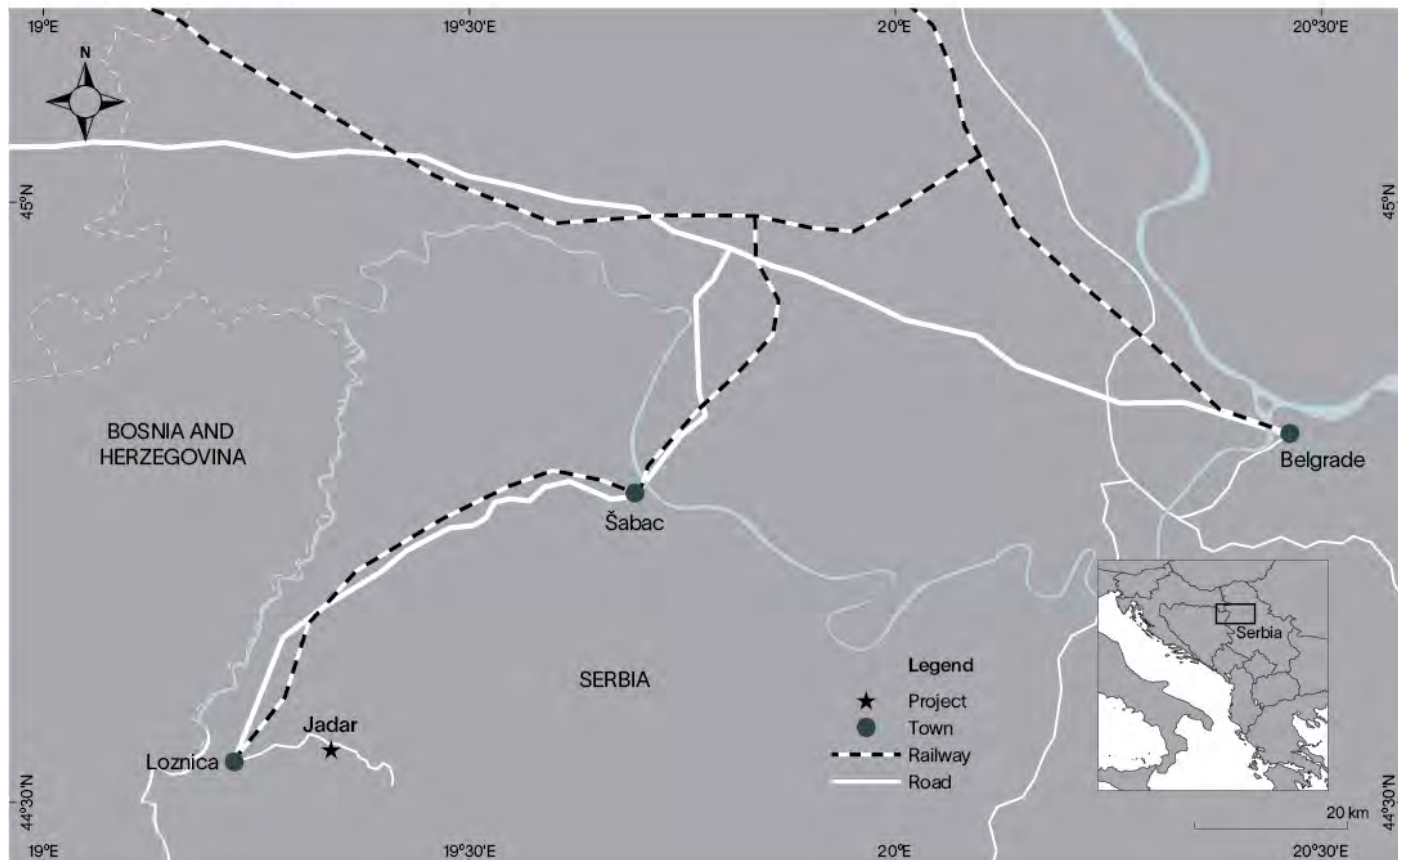 19°E
19°30'E
20°E
20°30'E
N
45°N
45°N
BOSNIA AND
HERZEGOVINA
Belgrade
Šabac
Serbia
SERBIA
Legend
Project
Town
Railway
Road
Jadar
Loznica
44°30'N
44°30'N
20 km
19°E
19°30'E
20°E
20°30'E